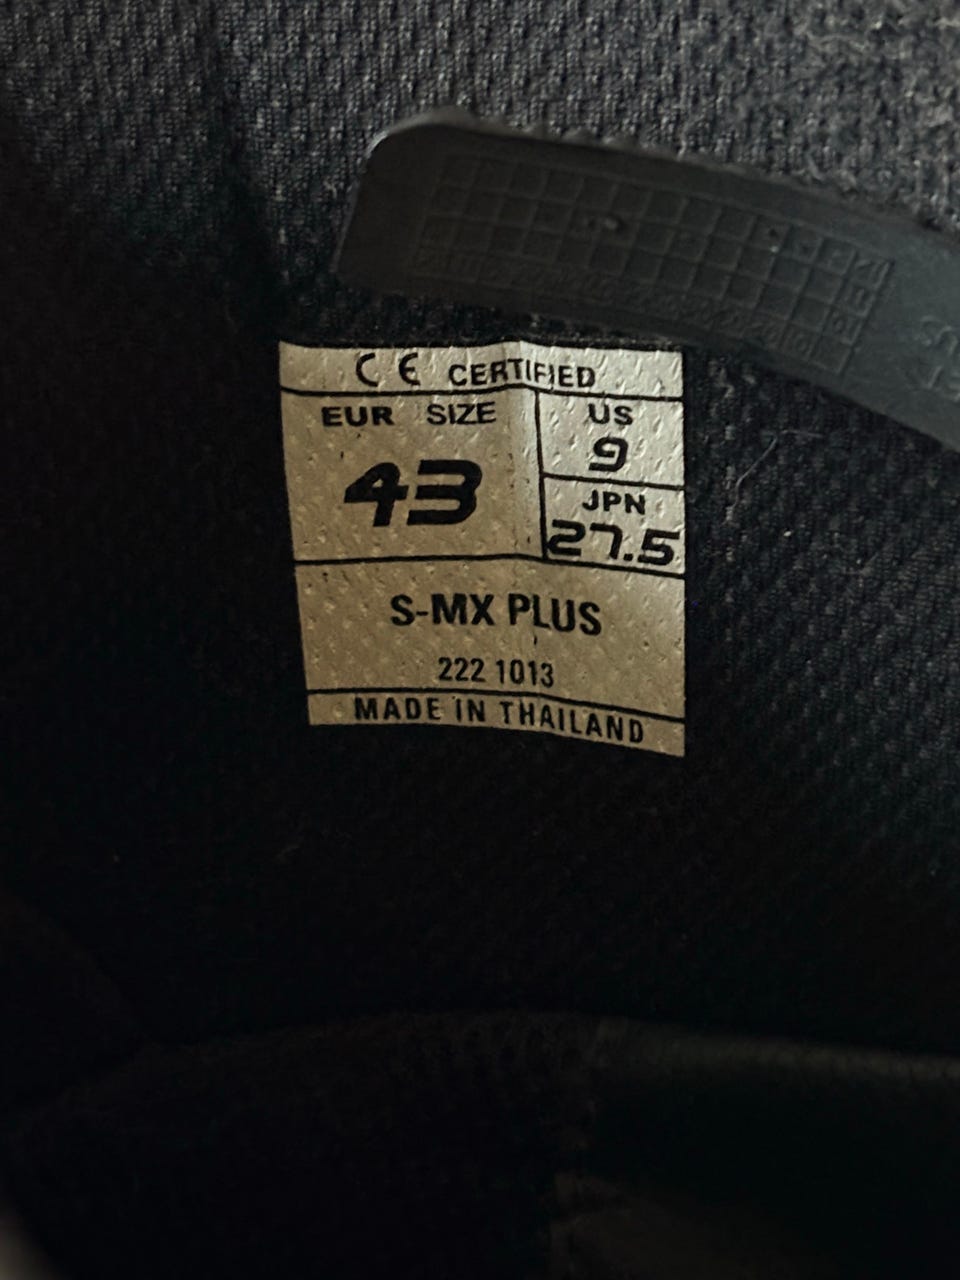 CE CERTIFIED
EUR SIZE
43
US
9
JPN
27.5
S-MX PLUS
222 1013
MADE IN THAILAND